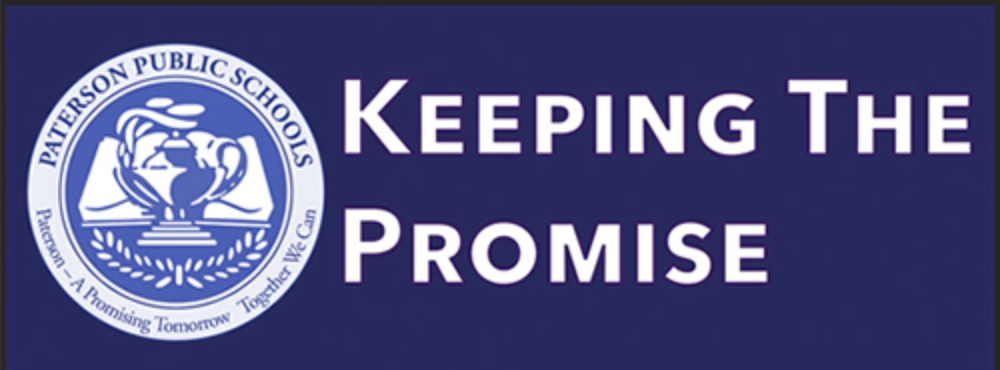 PATERSON PUBLIC SCHOOLS
Paterson – A Promising Tomorrow Together We Can
KEEPING THE
PROMISE